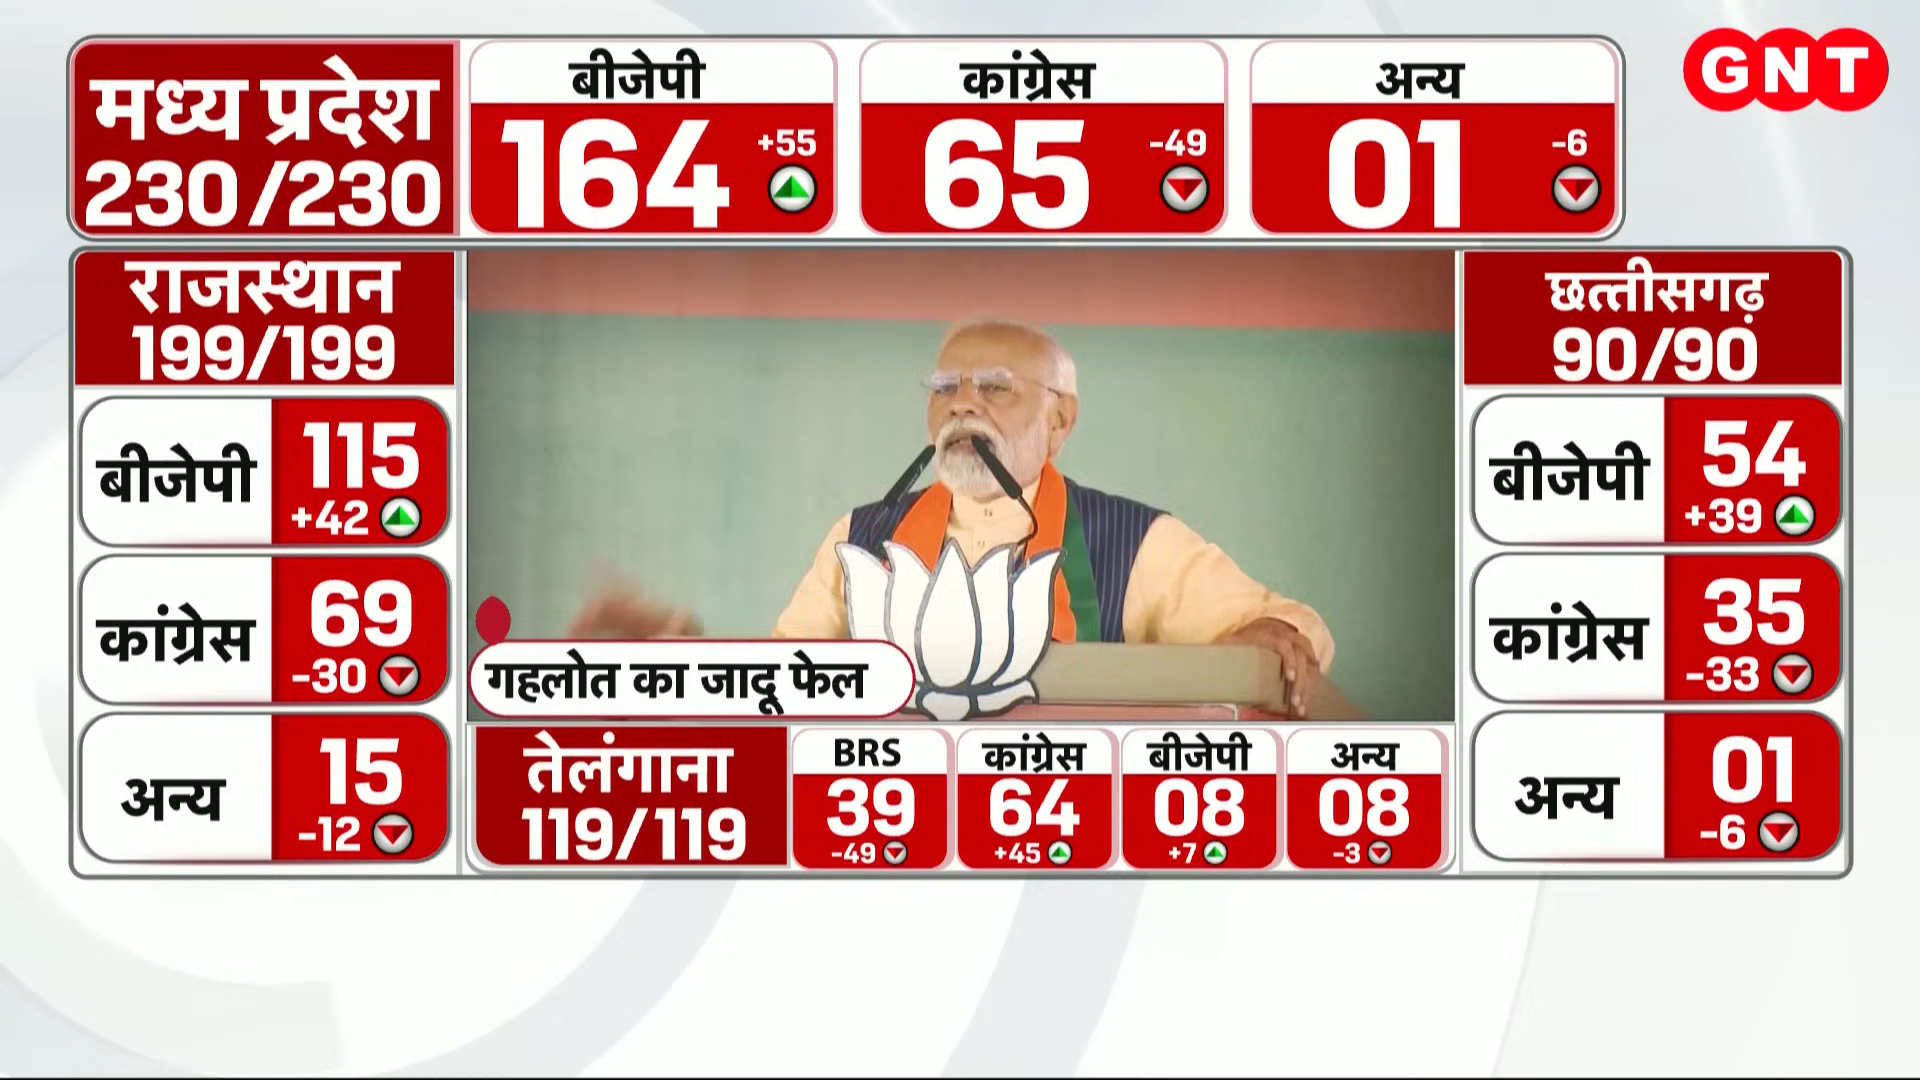 मध्य प्रदेश
230/230
बीजेपी
164
+55
कांग्रेस
65
-49
अन्य
01
-6
GNT
राजस्थान
199/199
बीजेपी
115
+42
कांग्रेस
69
-30
अन्य
15
-12
गहलोत का जादू फेल
तेलंगाना
119/119
BRS
39
-49
कांग्रेस
64
+45
बीजेपी
08
+7
अन्य
08
-3
छत्तीसगढ़
90/90
बीजेपी
54
+39
कांग्रेस
35
-33
अन्य
01
-6